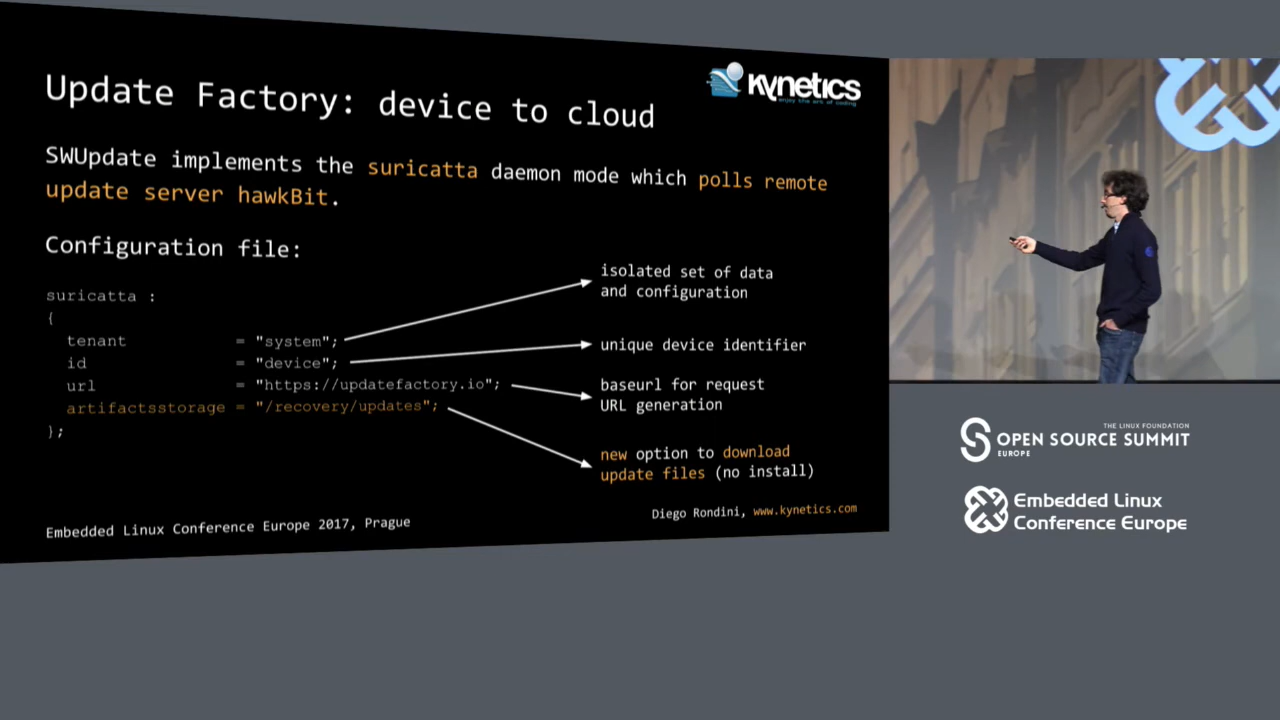 Update Factory: device to cloud
kynetics
enjoy the art of coding
SWUpdate implements the suricatta daemon mode which polls remote
update server hawkBit.
Configuration file:
suricatta :
{
tenant = "system";
id = "device";
url = "https://updatefactory.io";
artifactsstorage = "/recovery/updates";
};
isolated set of data
and configuration
unique device identifier
baseurl for request
URL generation
new option to download
update files (no install)
Embedded Linux Conference Europe 2017, Prague
Diego Rondini, www.kynetics.com
THE LINUX FOUNDATION
OPEN SOURCE SUMMIT
EUROPE
Embedded Linux
Conference Europe